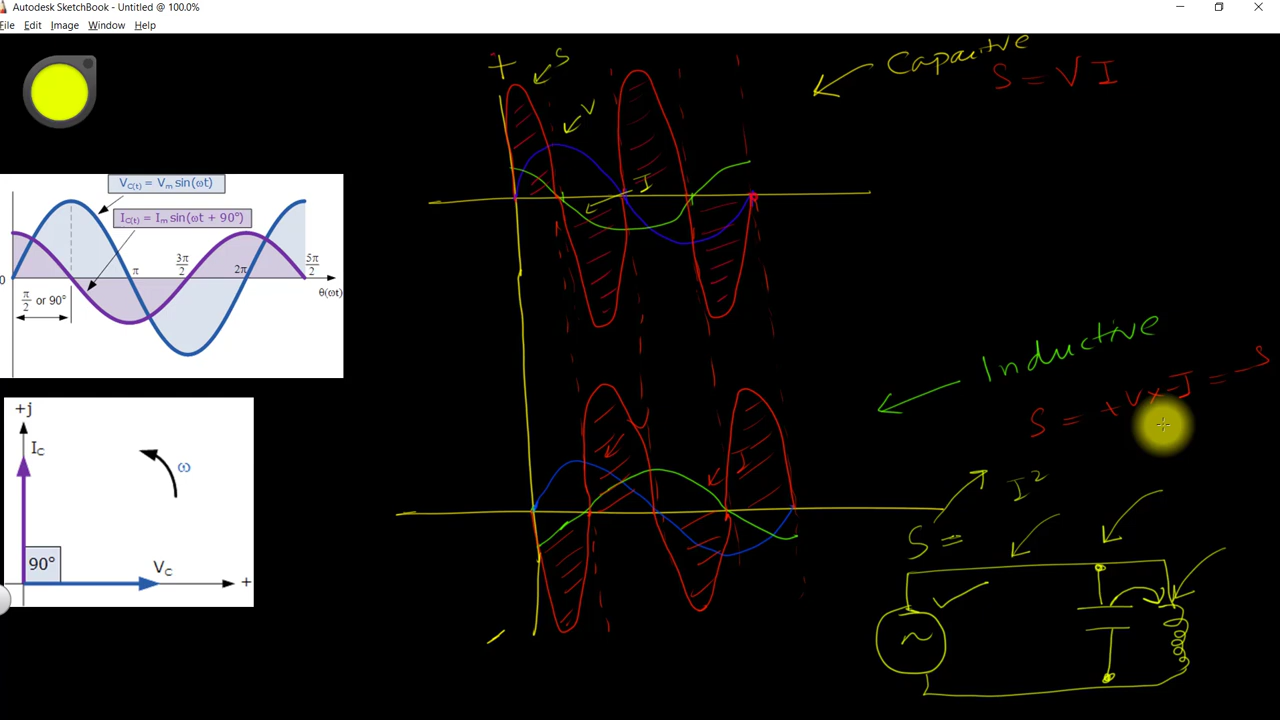 Autodesk SketchBook - Untitled @ 100.0%
File Edit Image Window Help
+
S
Capacitve
S = V I
V
I
V_C(t) = V_m sin(ωt)
I_C(t) = I_m sin(ωt + 90°)
0
π
3π/2
2π
5π/2
θ(ωt)
π/2 or 90°
Inductive
S = + V x - I = - S
+j
I_C
ω
90°
V_C
+
V
I
I²
S =
-
~